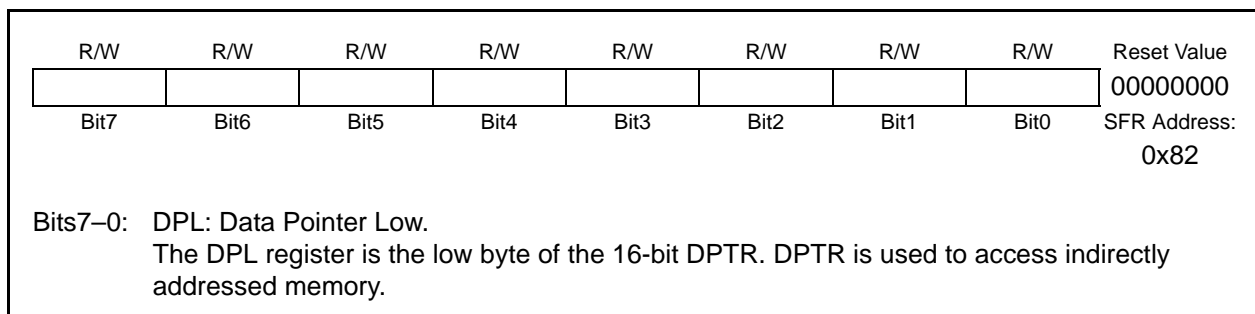 R/W R/W R/W R/W R/W R/W R/W R/W Reset Value
00000000
Bit7 Bit6 Bit5 Bit4 Bit3 Bit2 Bit1 Bit0 SFR Address:
0x82
Bits7–0: DPL: Data Pointer Low.
The DPL register is the low byte of the 16-bit DPTR. DPTR is used to access indirectly
addressed memory.